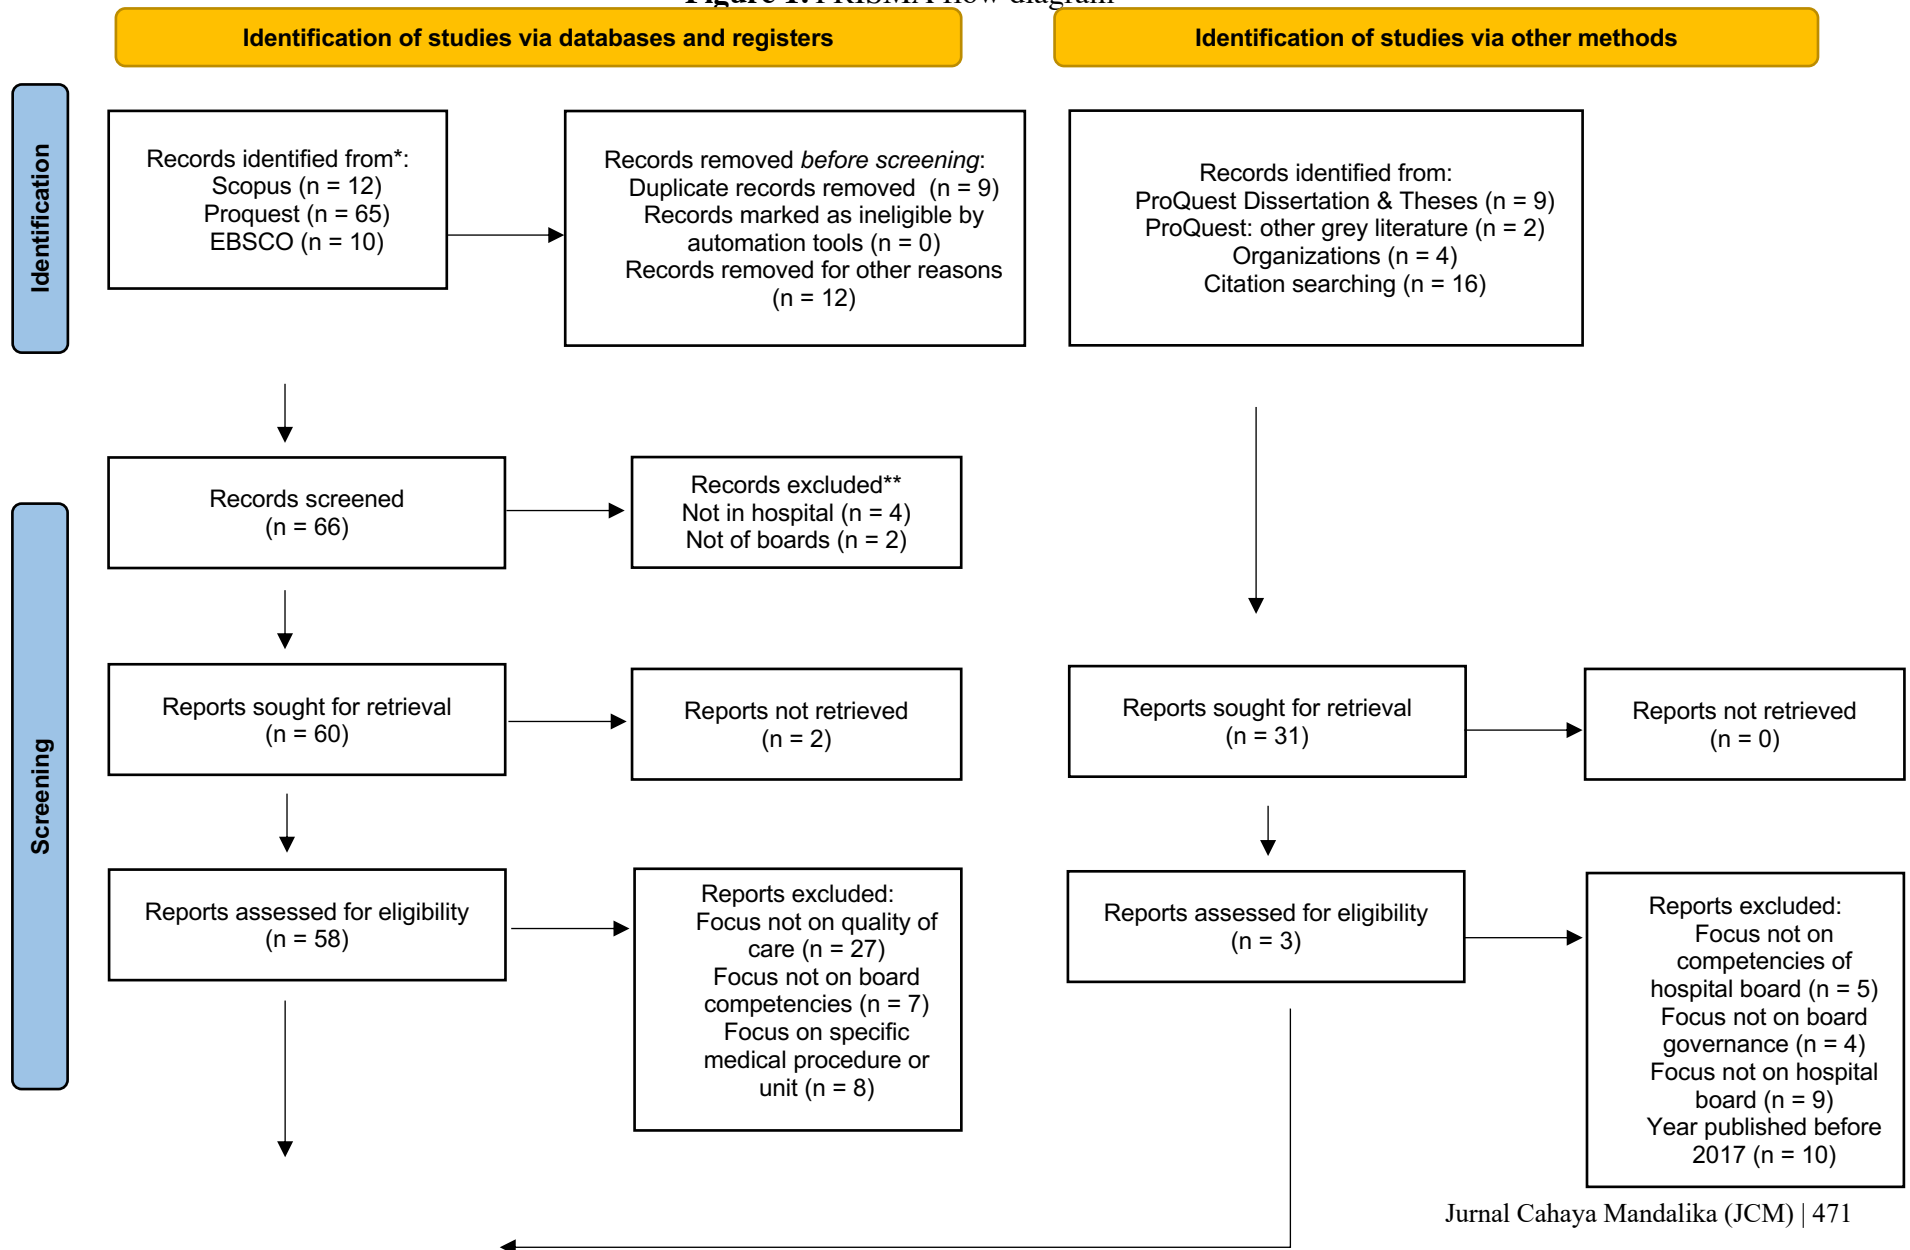 Figure 1. PRISMA flow diagram
Identification of studies via databases and registers
Identification of studies via other methods
Identification
Records identified from*:
Scopus (n = 12)
Proquest (n = 65)
EBSCO (n = 10)
Records removed before screening:
Duplicate records removed (n = 9)
Records marked as ineligible by
automation tools (n = 0)
Records removed for other reasons
(n = 12)
Records identified from:
ProQuest Dissertation & Theses (n = 9)
ProQuest: other grey literature (n = 2)
Organizations (n = 4)
Citation searching (n = 16)
Screening
Records screened
(n = 66)
Records excluded**
Not in hospital (n = 4)
Not of boards (n = 2)
Reports sought for retrieval
(n = 60)
Reports not retrieved
(n = 2)
Reports sought for retrieval
(n = 31)
Reports not retrieved
(n = 0)
Reports assessed for eligibility
(n = 58)
Reports excluded:
Focus not on quality of
care (n = 27)
Focus not on board
competencies (n = 7)
Focus on specific
medical procedure or
unit (n = 8)
Reports assessed for eligibility
(n = 3)
Reports excluded:
Focus not on
competencies of
hospital board (n = 5)
Focus not on board
governance (n = 4)
Focus not on hospital
board (n = 9)
Year published before
2017 (n = 10)
Jurnal Cahaya Mandalika (JCM) | 471